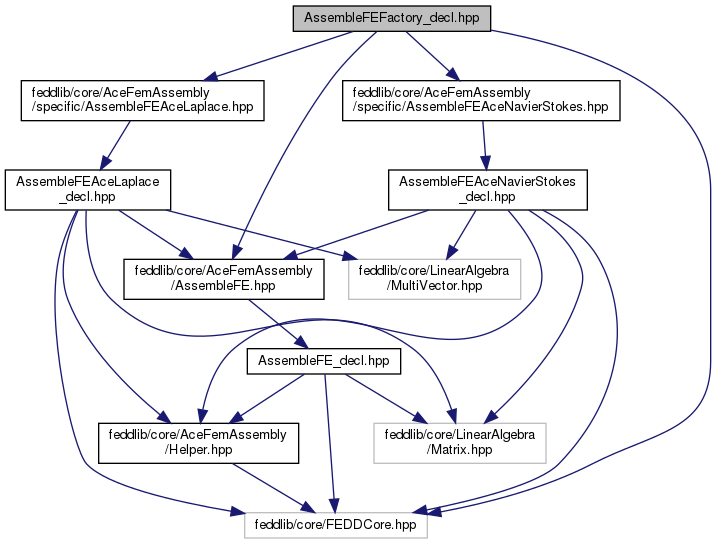 AssembleFEFactory_decl.hpp
feddlib/core/AceFemAssembly
/specific/AssembleFEAceLaplace.hpp
feddlib/core/AceFemAssembly
/specific/AssembleFEAceNavierStokes.hpp
AssembleFEAceLaplace
_decl.hpp
AssembleFEAceNavierStokes
_decl.hpp
feddlib/core/AceFemAssembly
/AssembleFE.hpp
feddlib/core/LinearAlgebra
/MultiVector.hpp
AssembleFE_decl.hpp
feddlib/core/AceFemAssembly
/Helper.hpp
feddlib/core/LinearAlgebra
/Matrix.hpp
feddlib/core/FEDDCore.hpp